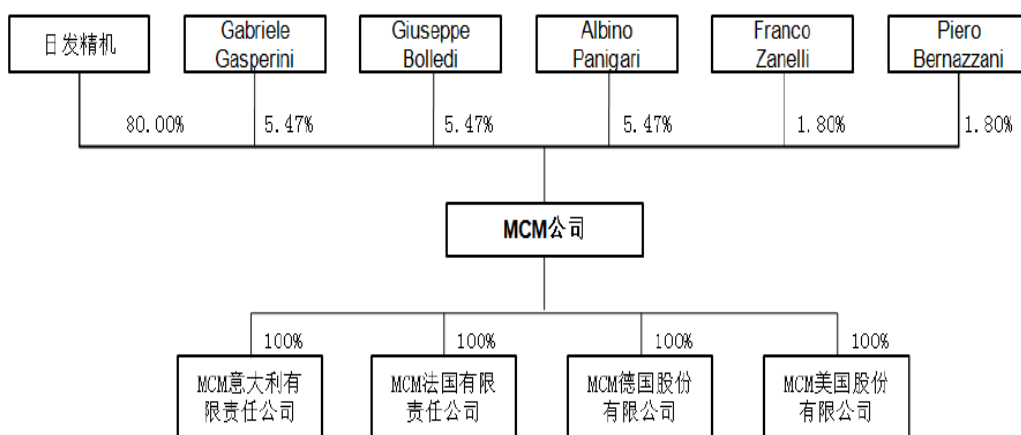 日发精机
Gabriele
Gasperini
Giuseppe
Bolledi
Albino
Panigari
Franco
Zanelli
Piero
Bernazzani
80.00%
5.47%
5.47%
5.47%
1.80%
1.80%
MCM公司
100%
100%
100%
100%
MCM意大利有
限责任公司
MCM法国有限
责任公司
MCM德国股份
有限公司
MCM美国股份
有限公司